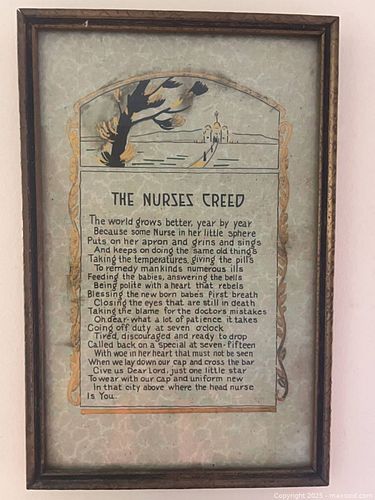 THE NURSES CREED
The world grows better, year by year
Because some Nurse in her little sphere
Puts on her apron and grins and sings
And keeps on doing the same old things
Taking the temperatures, giving the pills
To remedy mankinds numerous ills
Feeding the babies, answering the bells
Being polite with a heart that rebels
Blessing the new born babes first breath
Closing the eyes that are still in death
Taking the blame for the doctors mistakes
Oh.dear- what a lot of patience it takes
Going off duty at seven o'clock
Tired, discouraged and ready to drop
Called back on a special at seven-fifteen
With woe in her heart that must not be seen
When we lay down our cap and cross the bar
Give us Dear Lord, just one little star
To wear with our cap and uniform new
In that city above where the head nurse
Is You.
Copyright 2025 - maxsold.com